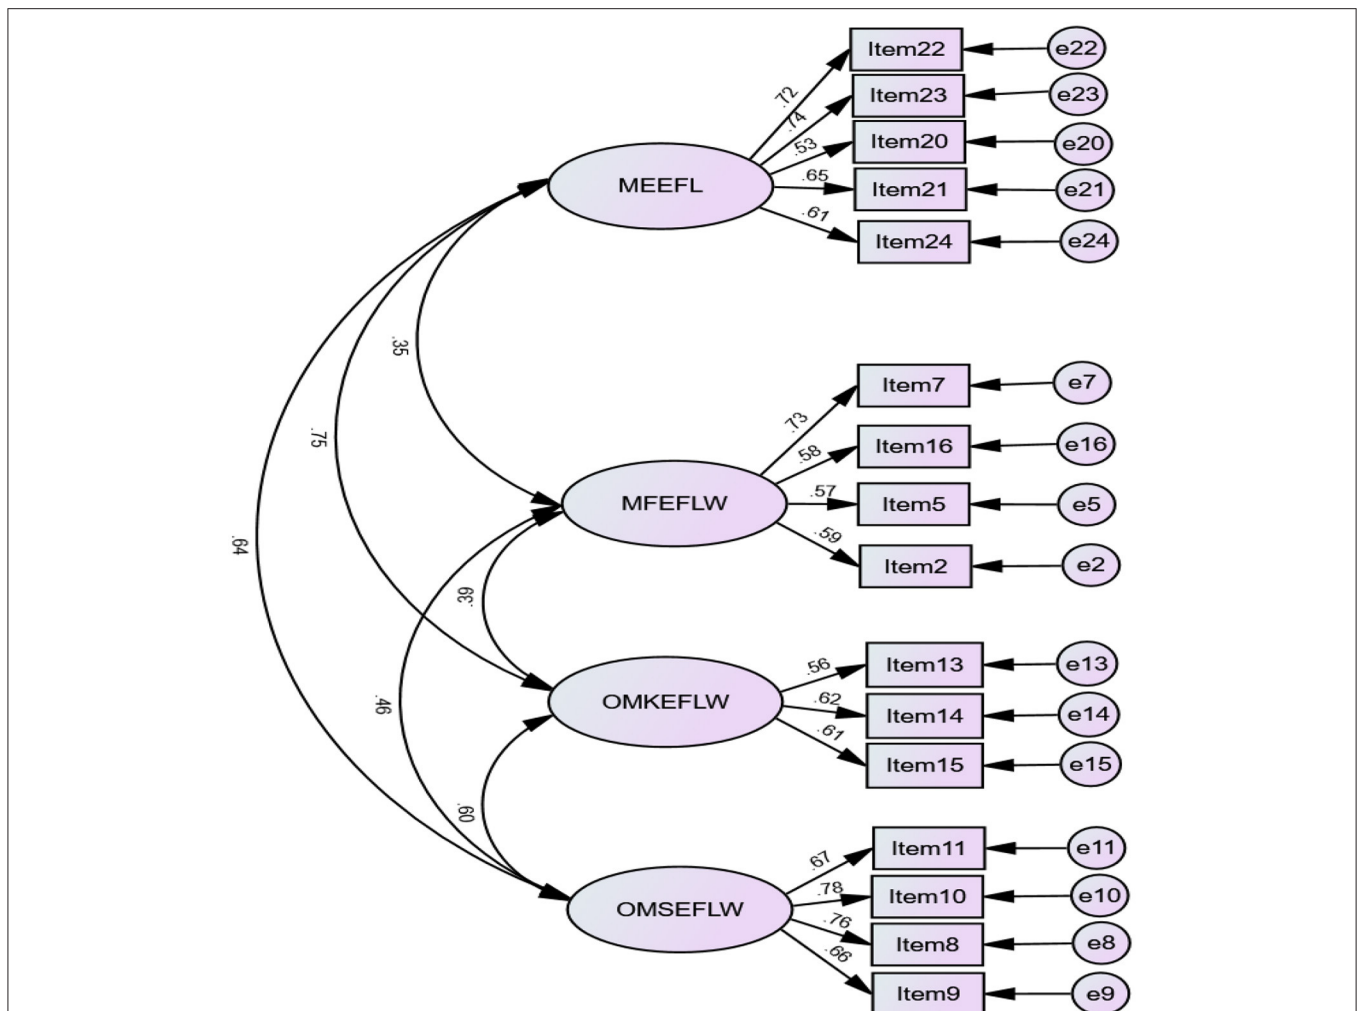 Item22 e22
.72
Item23 e23
.74
Item20 e20
.53
MEEFL
.65
Item21 e21
.61
Item24 e24
.35
Item7 e7
.73
.75
Item16 e16
.58
MFEFLW
.57
Item5 e5
.59
.64
Item2 e2
.39
Item13 e13
.56
OMKEFLW
.62
Item14 e14
.46
.61
Item15 e15
.60
Item11 e11
.67
.78
Item10 e10
OMSEFLW
.76
Item8 e8
.66
Item9 e9